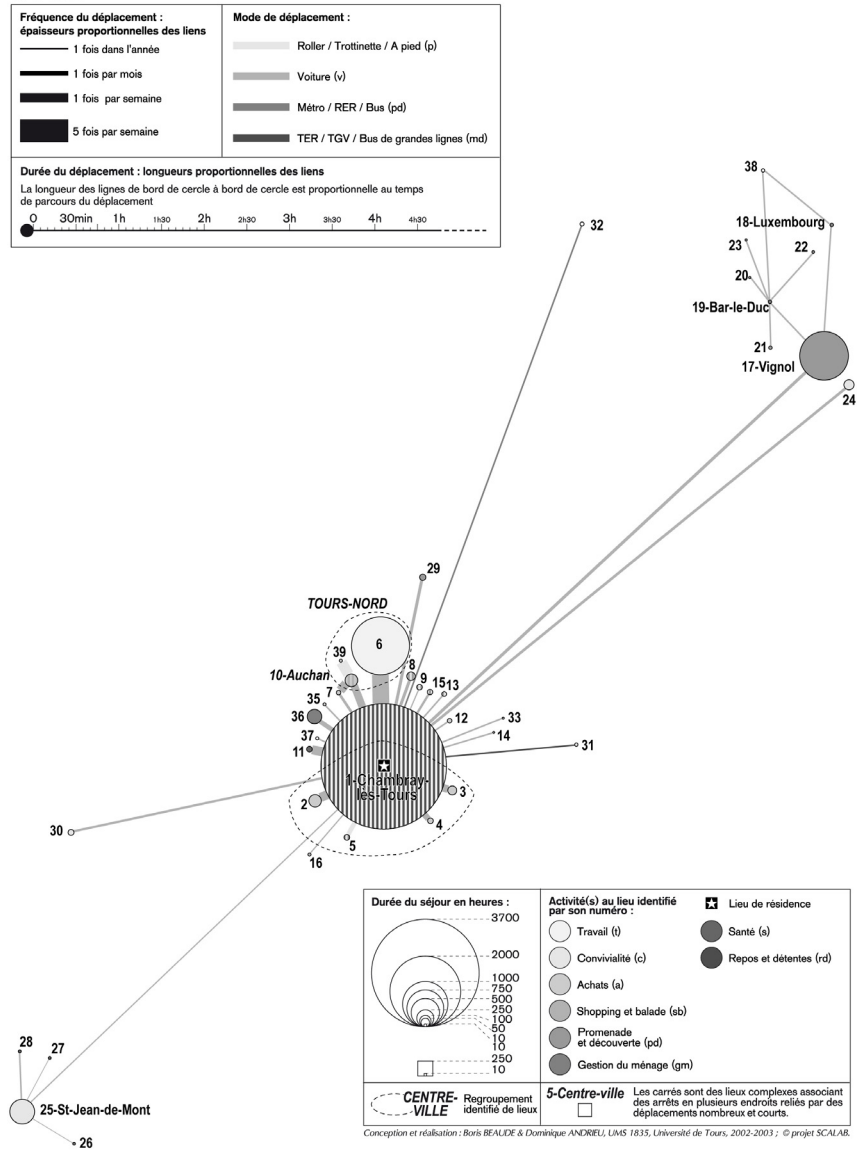 Fréquence du déplacement :
épaisseurs proportionnelles des liens
1 fois dans l'année
1 fois par mois
1 fois par semaine
5 fois par semaine
Mode de déplacement :
Roller / Trottinette / A pied (p)
Voiture (v)
Métro / RER / Bus (pd)
TER / TGV / Bus de grandes lignes (md)
Durée du déplacement : longueurs proportionnelles des liens
La longueur des lignes de bord de cercle à bord de cercle est proportionnelle au temps
de parcours du déplacement
0 30min 1h 1h30 2h 2h30 3h 3h30 4h 4h30
38
32
18-Luxembourg
23
22
20
19-Bar-le-Duc
21
17-Vignol
24
29
TOURS-NORD
6
39
8
10-Auchan
9
15
13
7
35
36
12
33
14
37
11
31
1-Chambray-
les-Tours
2
3
4
30
5
16
28
27
25-St-Jean-de-Mont
26
Durée du séjour en heures :
3700
2000
1000
750
500
250
100
50
10
10
250
10
Activité(s) au lieu identifié
par son numéro :
Travail (t)
Convivialité (c)
Achats (a)
Shopping et balade (sb)
Promenade
et découverte (pd)
Gestion du ménage (gm)
Lieu de résidence
Santé (s)
Repos et détentes (rd)
CENTRE-
VILLE
Regroupement
identifié de lieux
5-Centre-ville
Les carrés sont des lieux complexes associant
des arrêts en plusieurs endroits reliés par des
déplacements nombreux et courts.
Conception et réalisation : Boris BEAUDE & Dominique ANDRIEU, UMS 1835, Université de Tours, 2002-2003 ; © projet SCALAB.